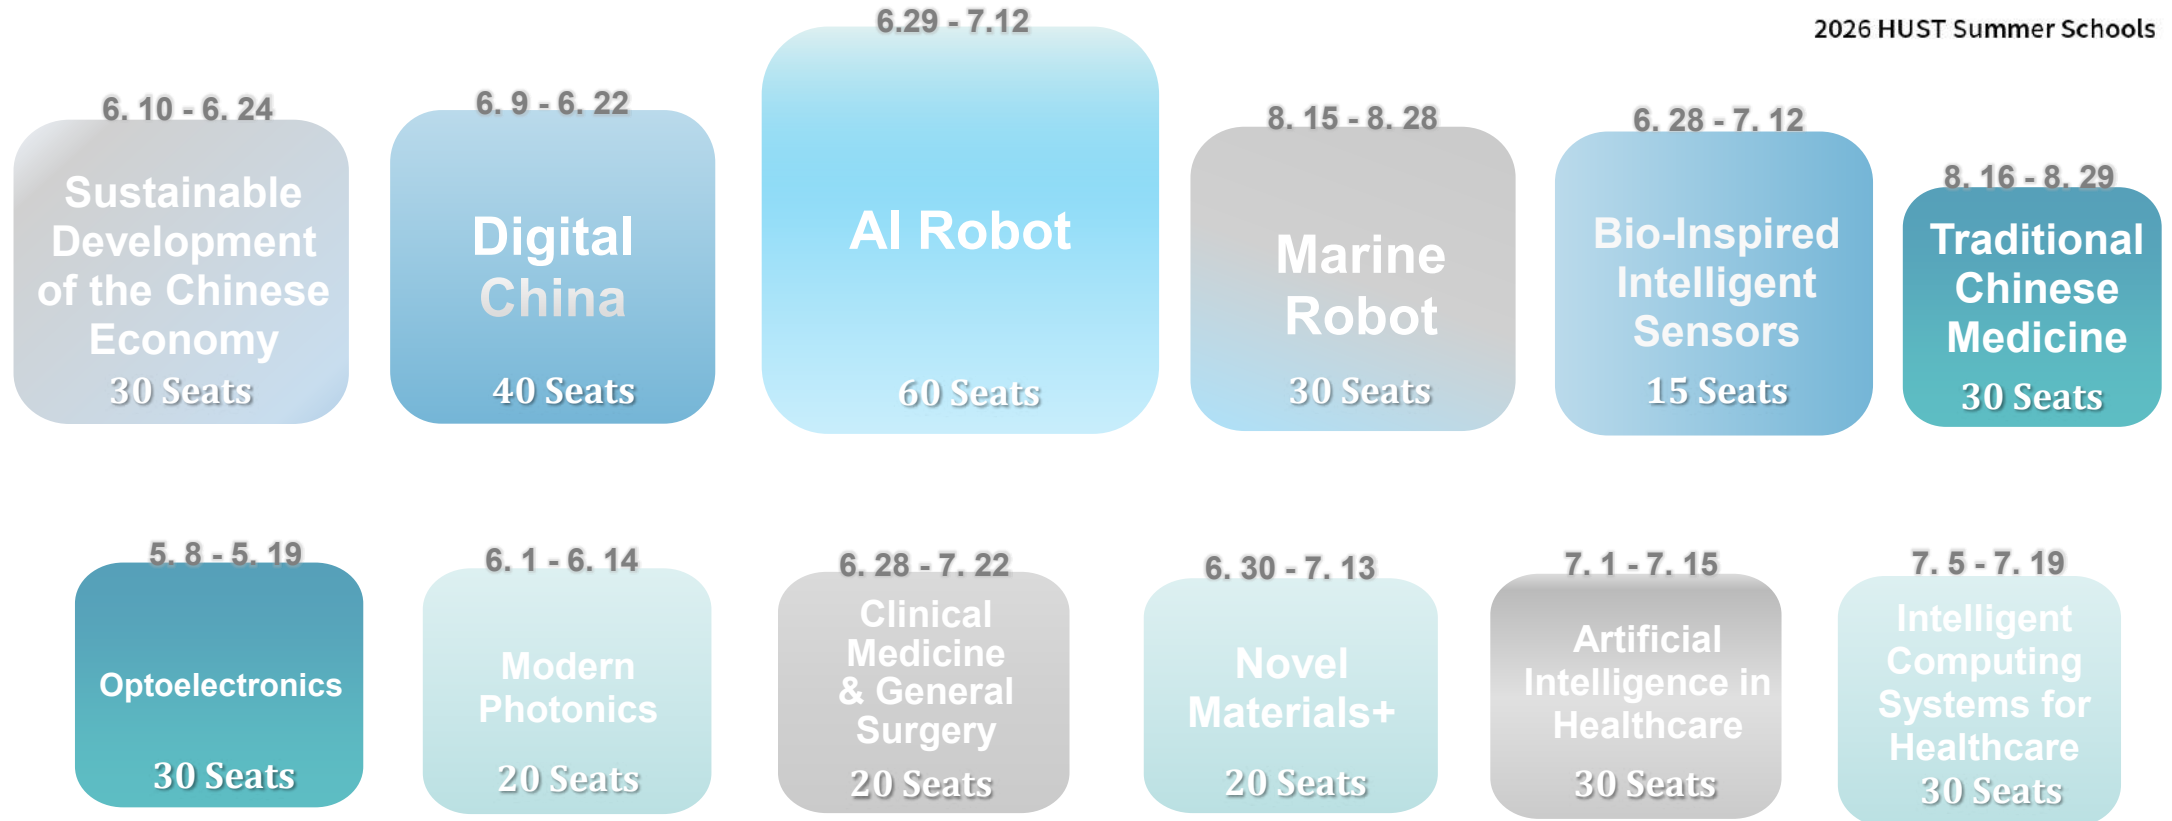 2026 HUST Summer Schools
6. 10 - 6. 24
Sustainable
Development
of the Chinese
Economy
30 Seats
6. 9 - 6. 22
Digital
China
40 Seats
6.29 - 7.12
AI Robot
60 Seats
8. 15 - 8. 28
Marine
Robot
30 Seats
6. 28 - 7. 12
Bio-Inspired
Intelligent
Sensors
15 Seats
8. 16 - 8. 29
Traditional
Chinese
Medicine
30 Seats
5. 8 - 5. 19
Optoelectronics
30 Seats
6. 1 - 6. 14
Modern
Photonics
20 Seats
6. 28 - 7. 22
Clinical
Medicine
& General
Surgery
20 Seats
6. 30 - 7. 13
Novel
Materials+
20 Seats
7. 1 - 7. 15
Artificial
Intelligence in
Healthcare
30 Seats
7. 5 - 7. 19
Intelligent
Computing
Systems for
Healthcare
30 Seats